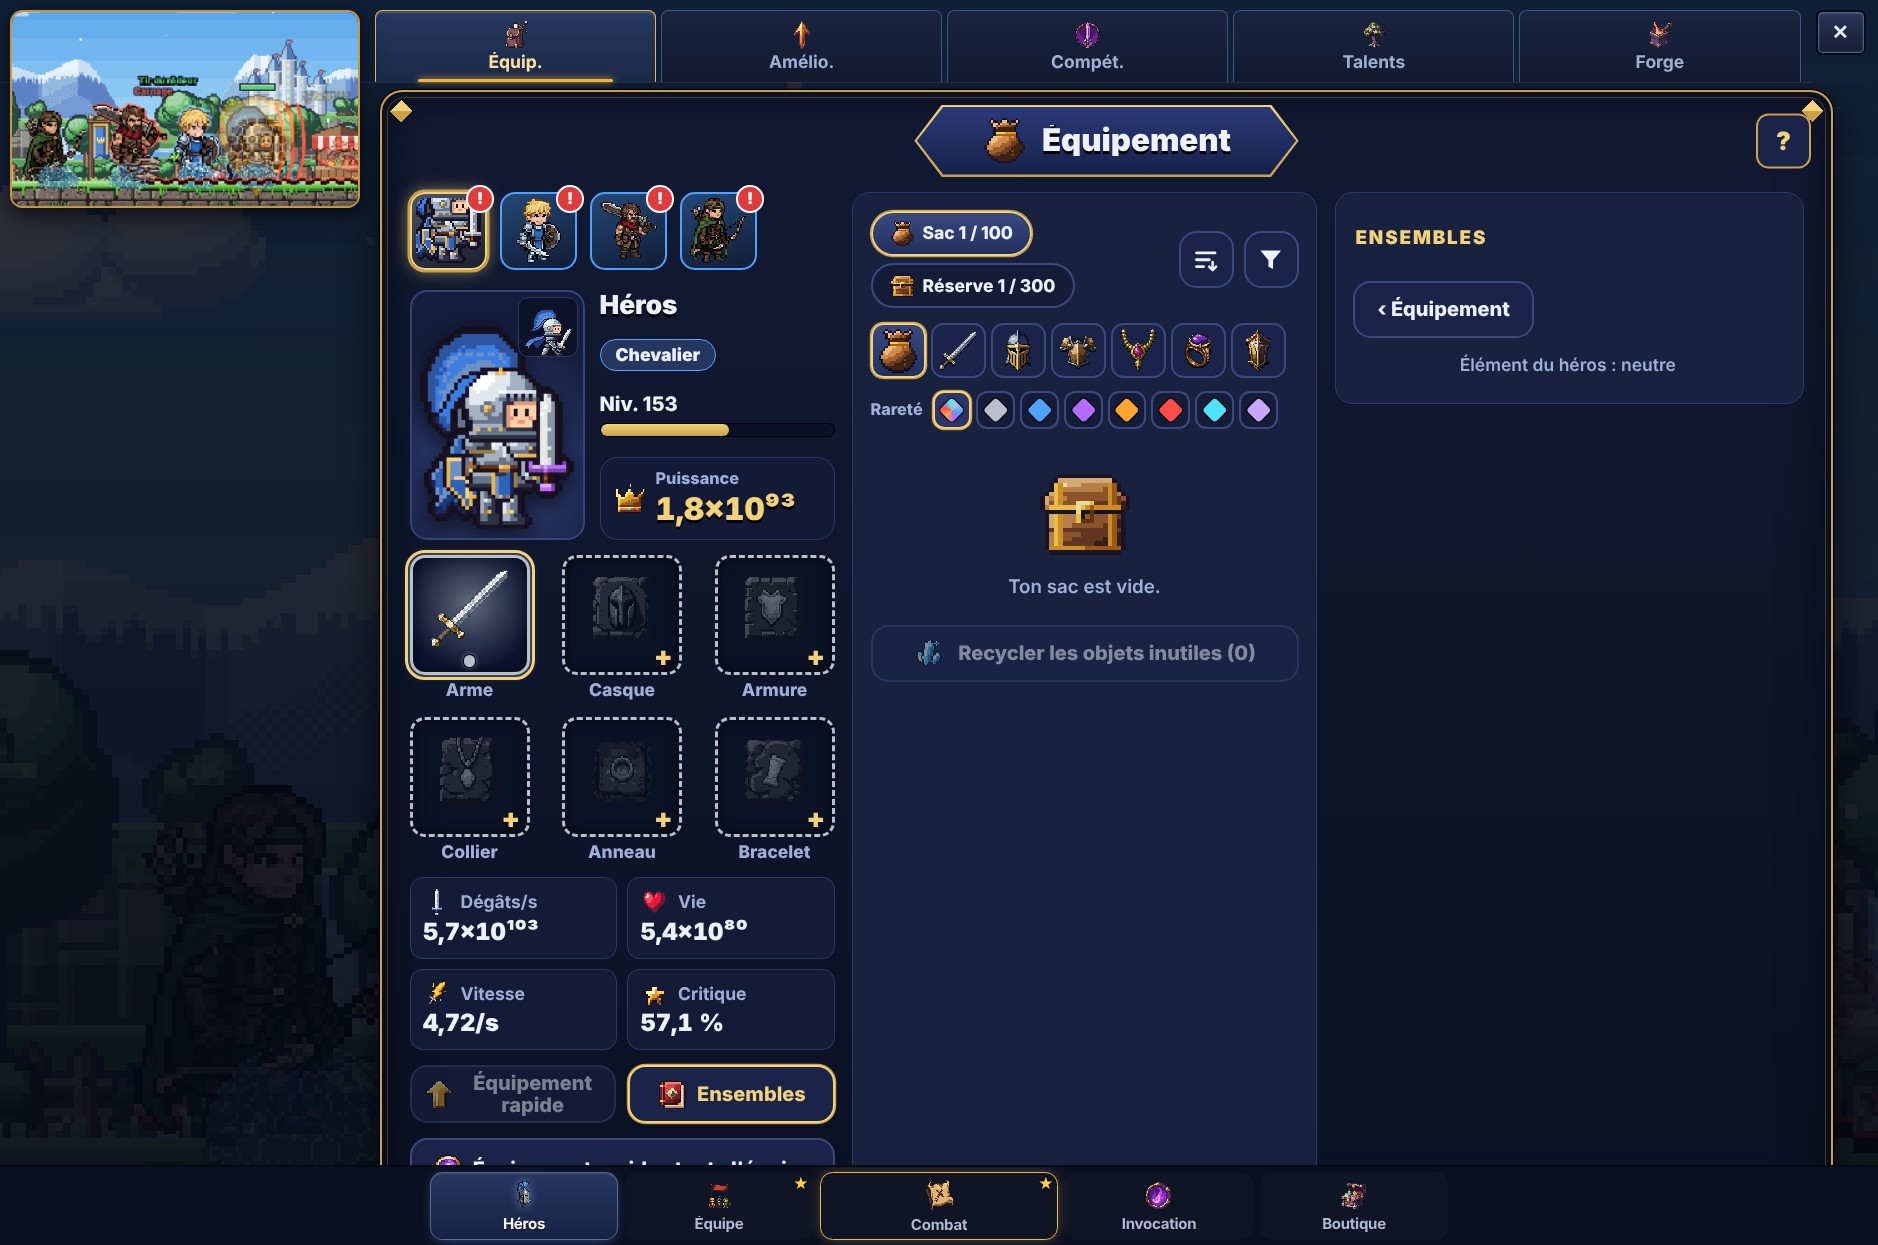 Équip.
Amélio.
Compét.
Talents
Forge
×
Carnage
Équipement
?
!
!
!
!
Héros
Chevalier
Niv. 153
Puissance
1,8×10⁹³
Arme
Casque
Armure
Collier
Anneau
Bracelet
Dégâts/s
5,7×10¹⁰³
Vie
5,4×10⁸⁰
Vitesse
4,72/s
Critique
57,1 %
Équipement
rapide
Ensembles
Sac 1 / 100
Réserve 1 / 300
Rareté
Ton sac est vide.
Recycler les objets inutiles (0)
ENSEMBLES
‹ Équipement
Élément du héros : neutre
Héros
Équipe
Combat
Invocation
Boutique